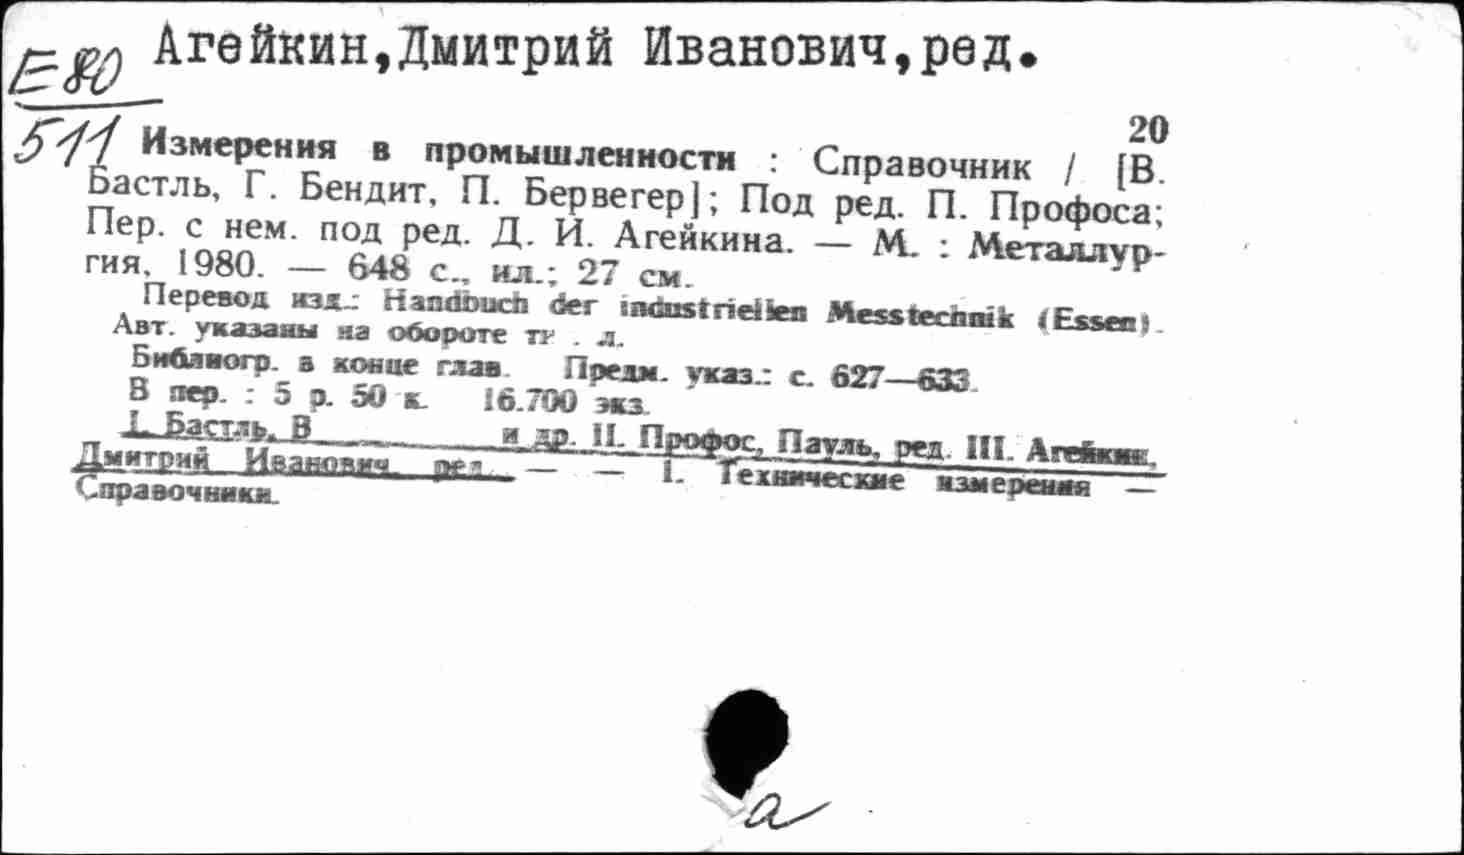 Агейкин,Дмитрий Иванович,ред.
Е80
511
20
Измерения в промышленности : Справочник / [В.
Бастль, Г. Бендит, П. Бервегер]; Под ред. П. Профоса;
Пер. с нем. под ред. Д. И. Агейкина. — М. : Металлур-
гия, 1980. — 648 с., ил.; 27 см.
Перевод изд.: Handbuch der industriellen Messtechnik (Essen).
Авт. указаны на обороте тит. л.
Библиогр. в конце глав. Предм. указ.: с. 627—633.
В пер. : 5 р. 50 к. 16.700 экз.
I. Бастль, В и др. II. Профос, Пауль, ред. III. Агейкин,
Дмитрий Иванович, ред. — — 1. Технические измерения —
Справочники.
а